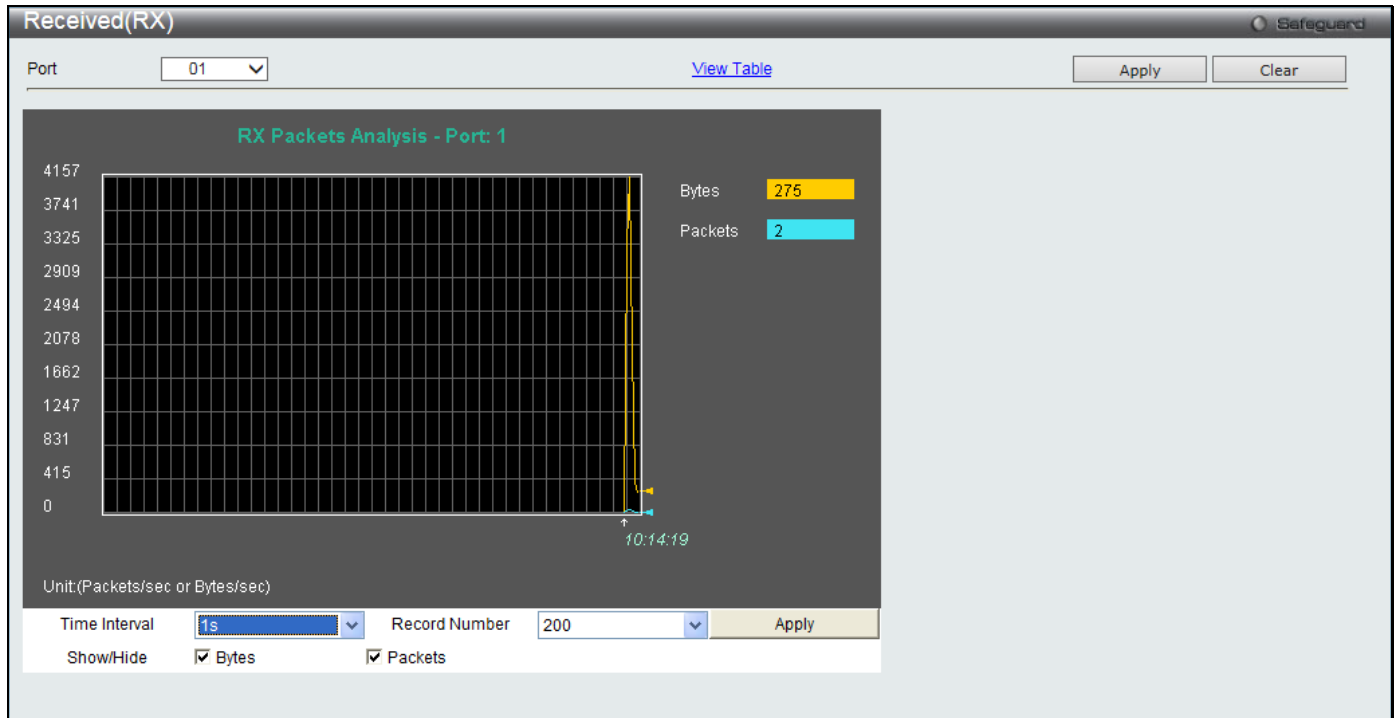 Received(RX)
Safeguard
Port 01 View Table Apply Clear
RX Packets Analysis - Port: 1
4157
3741
3325
2909
2494
2078
1662
1247
831
415
0
Bytes 275
Packets 2
10:14:19
Unit:(Packets/sec or Bytes/sec)
Time Interval 1s Record Number 200 Apply
Show/Hide Bytes Packets